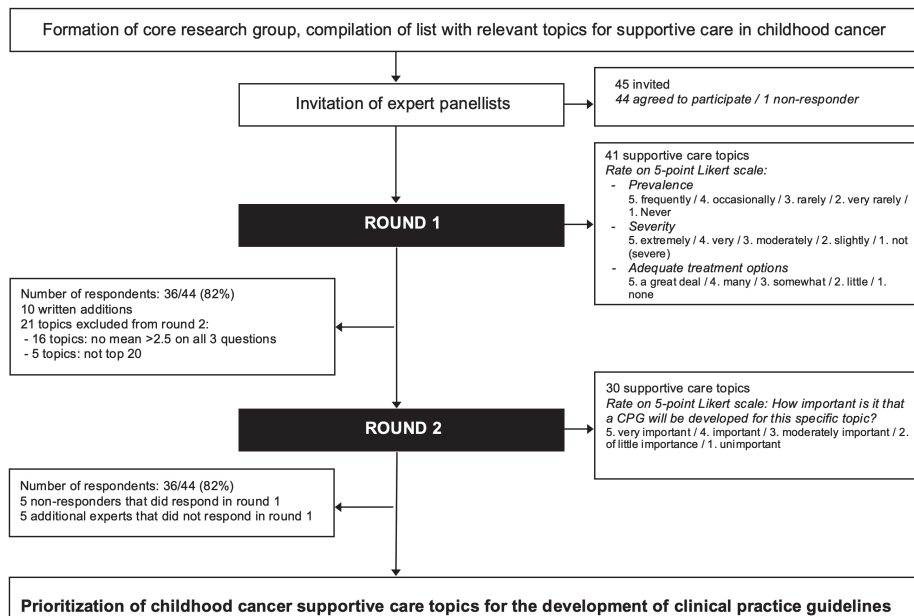 Formation of core research group, compilation of list with relevant topics for supportive care in childhood cancer
Invitation of expert panellists
45 invited
44 agreed to participate / 1 non-responder
41 supportive care topics
Rate on 5-point Likert scale:
- Prevalence
5. frequently / 4. occasionally / 3. rarely / 2. very rarely /
1. Never
- Severity
5. extremely / 4. very / 3. moderately / 2. slightly / 1. not
(severe)
- Adequate treatment options
5. a great deal / 4. many / 3. somewhat / 2. little / 1.
none
ROUND 1
Number of respondents: 36/44 (82%)
10 written additions
21 topics excluded from round 2:
- 16 topics: no mean >2.5 on all 3 questions
- 5 topics: not top 20
30 supportive care topics
Rate on 5-point Likert scale: How important is it that
a CPG will be developed for this specific topic?
5. very important / 4. important / 3. moderately important / 2.
of little importance / 1. unimportant
ROUND 2
Number of respondents: 36/44 (82%)
5 non-responders that did respond in round 1
5 additional experts that did not respond in round 1
Prioritization of childhood cancer supportive care topics for the development of clinical practice guidelines